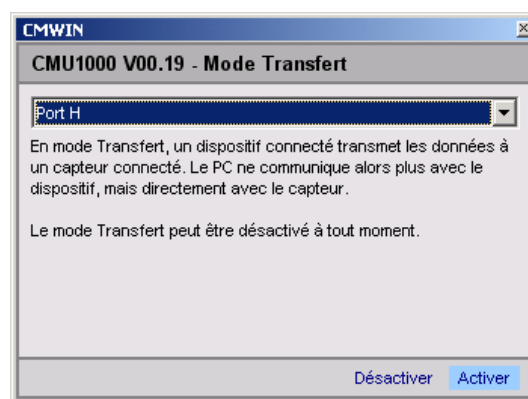 CMWIN
CMU1000 V00.19 - Mode Transfert
Port H
En mode Transfert, un dispositif connecté transmet les données à
un capteur connecté. Le PC ne communique alors plus avec le
dispositif, mais directement avec le capteur.
Le mode Transfert peut être désactivé à tout moment.
Désactiver Activer